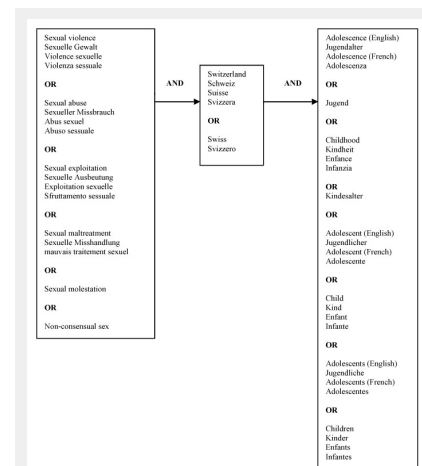 Sexual violence
Sexuelle Gewalt
Violence sexuelle
Violenza sessuale
OR
Sexual abuse
Sexueller Missbrauch
Abus sexuel
Abuso sessuale
OR
Sexual exploitation
Sexuelle Ausbeutung
Exploitation sexuelle
Sfruttamento sessuale
OR
Sexual maltreatment
Sexuelle Misshandlung
mauvais traitement sexuel
OR
Sexual molestation
OR
Non-consensual sex
AND
Switzerland
Schweiz
Suisse
Svizzera
OR
Swiss
Svizzero
AND
Adolescence (English)
Jugendalter
Adolescence (French)
Adolescenza
OR
Jugend
OR
Childhood
Kindheit
Enfance
Infanzia
OR
Kindesalter
OR
Adolescent (English)
Jugendlicher
Adolescent (French)
Adolescente
OR
Child
Kind
Enfant
Infante
OR
Adolescents (English)
Jugendliche
Adolescents (French)
Adolescentes
OR
Children
Kinder
Enfants
Infantes